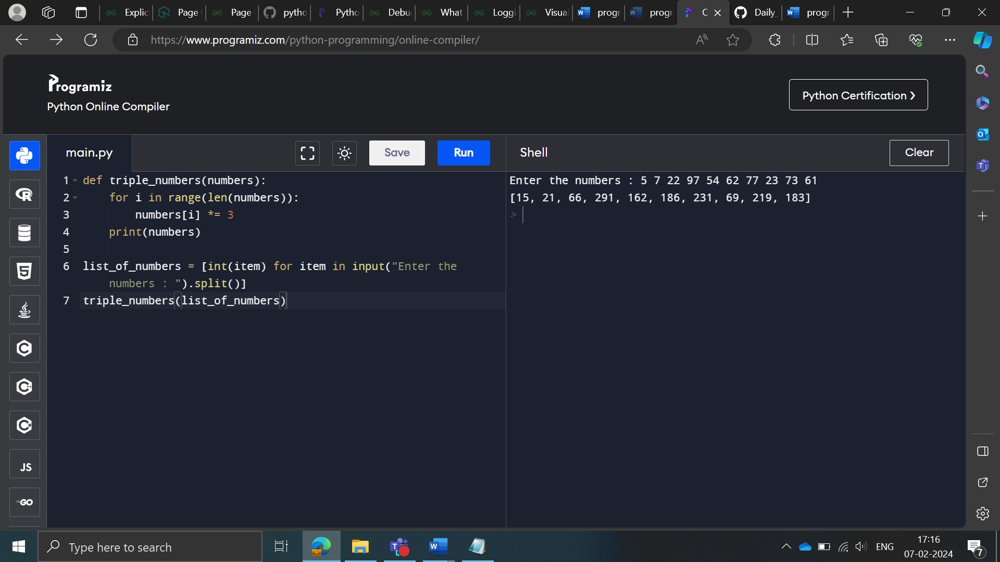 Explic
Page
Page
pytho
Pytho
Debu
What
Loggi
Visual
progr
progr
C
Daily_
progr
https://www.programiz.com/python-programming/online-compiler/
Programiz
Python Online Compiler
Python Certification ❯
main.py
Save
Run
Shell
Clear
1 def triple_numbers(numbers):
2     for i in range(len(numbers)):
3         numbers[i] *= 3
4     print(numbers)
5
6 list_of_numbers = [int(item) for item in input("Enter the
numbers : ").split()]
7 triple_numbers(list_of_numbers)
Enter the numbers : 5 7 22 97 54 62 77 23 73 61
[15, 21, 66, 291, 162, 186, 231, 69, 219, 183]
>
JS
GO
Type here to search
ENG
17:16
07-02-2024
7